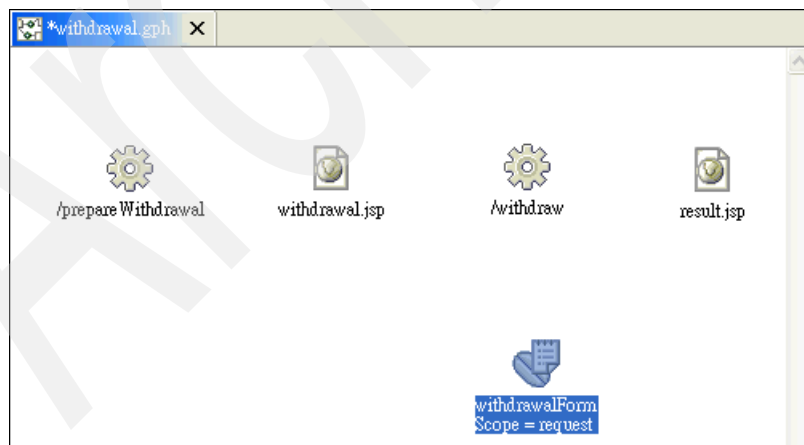 *withdrawal.gph X
/prepareWithdrawal
withdrawal.jsp
/withdraw
result.jsp
withdrawalForm
Scope = request